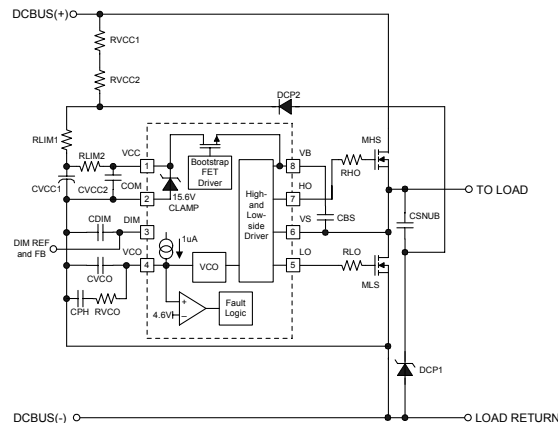 DCBUS(+)
RVCC1
RVCC2
DCP2
RLIM1
MHS
RLIM2
VCC
1
VB
8
RHO
Bootstrap
FET
Driver
CVCC1
CVCC2
COM
2
15.6V
CLAMP
High-
and
Low-
side
Driver
HO
7
TO LOAD
CBS
CSNUB
CDIM
DIM
3
VS
6
DIM REF
and FB
1uA
VCO
4
VCO
LO
5
RLO
MLS
CVCO
CPH
RVCO
4.6V
+
–
Fault
Logic
DCP1
DCBUS(-)
LOAD RETURN